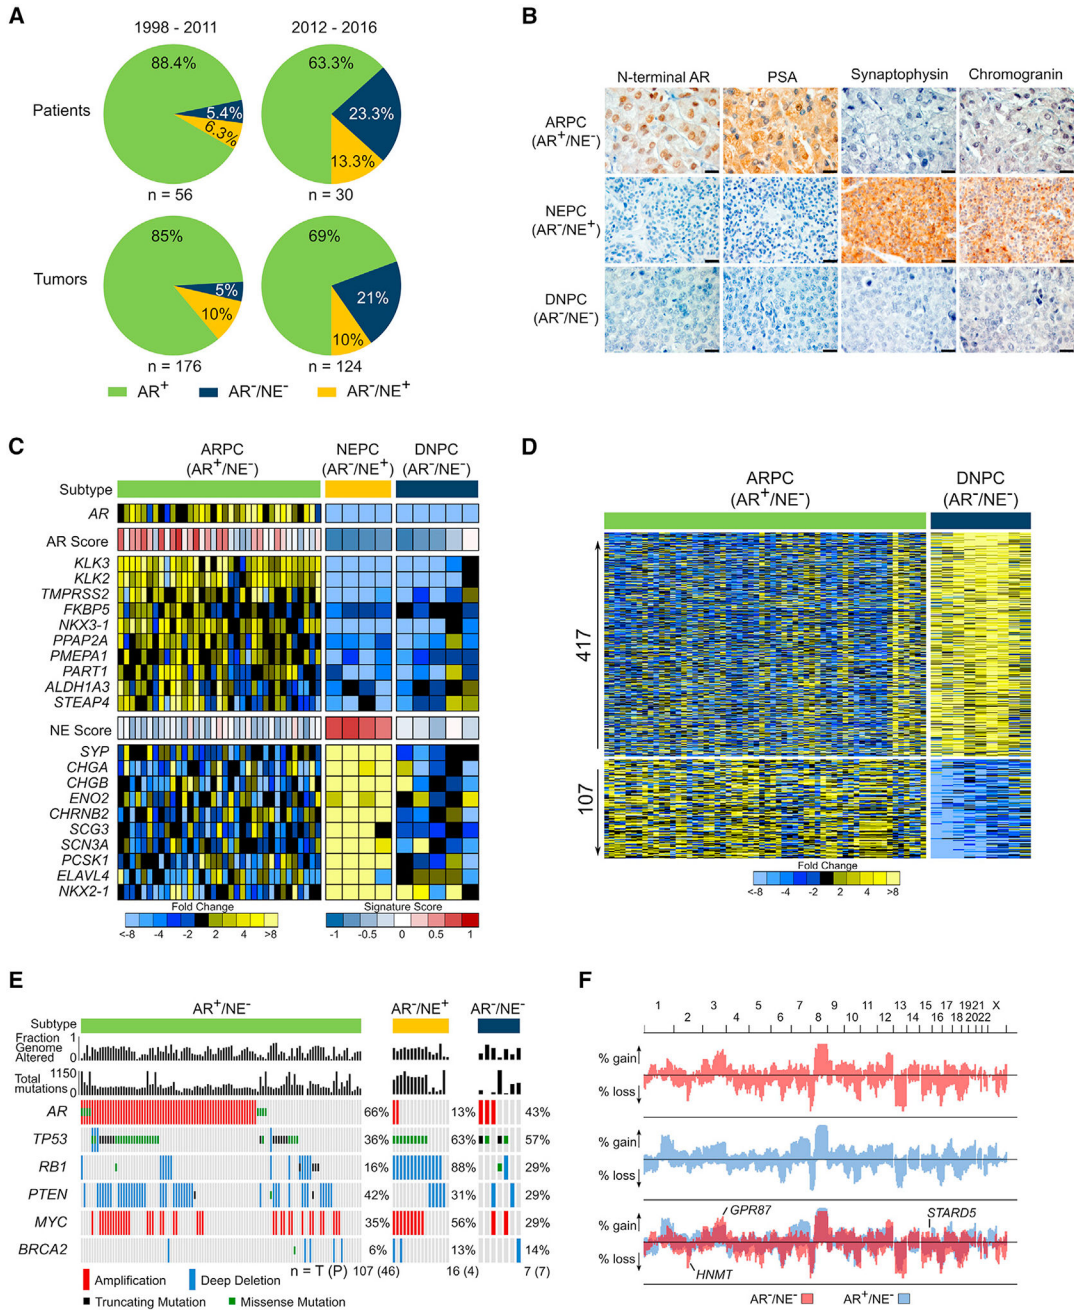 A
1998 - 2011
2012 - 2016
Patients
88.4%
5.4%
6.3%
63.3%
23.3%
13.3%
n = 56
n = 30
Tumors
85%
5%
10%
69%
21%
10%
n = 176
n = 124
AR+
AR-/NE-
AR-/NE+
B
N-terminal AR
PSA
Synaptophysin
Chromogranin
ARPC
(AR+/NE-)
NEPC
(AR-/NE+)
DNPC
(AR-/NE-)
C
ARPC
(AR+/NE-)
NEPC
(AR-/NE+)
DNPC
(AR-/NE-)
Subtype
AR
AR Score
KLK3
KLK2
TMPRSS2
FKBP5
NKX3-1
PPAP2A
PMEPA1
PART1
ALDH1A3
STEAP4
NE Score
SYP
CHGA
CHGB
ENO2
CHRNB2
SCG3
SCN3A
PCSK1
ELAVL4
NKX2-1
Fold Change
<-8 -4 -2 2 4 >8
Signature Score
-1 -0.5 0 0.5 1
D
ARPC
(AR+/NE-)
DNPC
(AR-/NE-)
417
107
Fold Change
<-8 -4 -2 2 4 >8
E
AR+/NE-
AR-/NE+
AR-/NE-
Subtype
Fraction
Genome
Altered
1
0
Total
mutations
1150
0
AR 66% 13% 43%
TP53 36% 63% 57%
RB1 16% 88% 29%
PTEN 42% 31% 29%
MYC 35% 56% 29%
BRCA2 6% 13% 14%
n = T (P) 107 (46) 16 (4) 7 (7)
Amplification
Deep Deletion
Truncating Mutation
Missense Mutation
F
1 3 5 7 9 11 13 15 17 19 21 X
2 4 6 8 10 12 14 16 18 20 22
% gain
% loss
% gain
% loss
% gain
% loss
GPR87
STARD5
HNMT
AR-/NE-
AR+/NE-